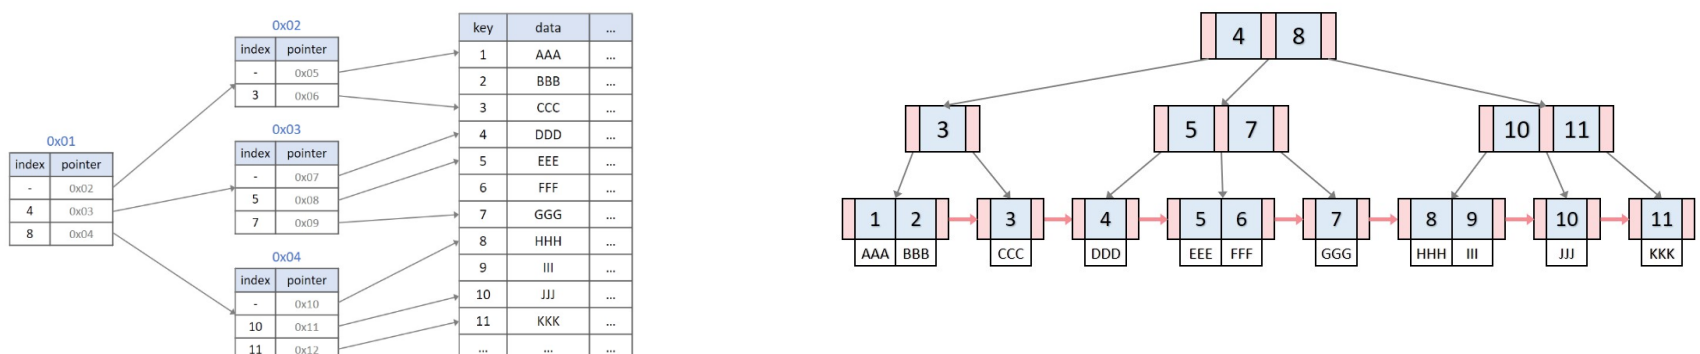 0x01
index pointer
- 0x02
4 0x03
8 0x04
0x02
index pointer
- 0x05
3 0x06
0x03
index pointer
- 0x07
5 0x08
7 0x09
0x04
index pointer
- 0x10
10 0x11
11 0x12
key data ...
1 AAA ...
2 BBB ...
3 CCC ...
4 DDD ...
5 EEE ...
6 FFF ...
7 GGG ...
8 HHH ...
9 III ...
10 JJJ ...
11 KKK ...
... ... ...
4 8
3 5 7 10 11
1 2 3 4 5 6 7 8 9 10 11
AAA BBB CCC DDD EEE FFF GGG HHH III JJJ KKK